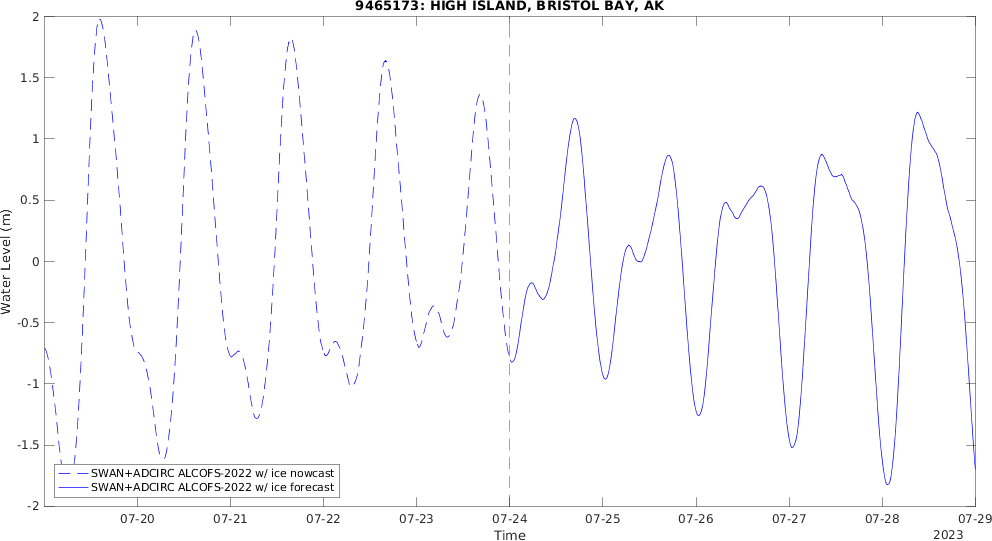 9465173: HIGH ISLAND, BRISTOL BAY, AK
Water Level (m)
2
1.5
1
0.5
0
-0.5
-1
-1.5
-2
SWAN+ADCIRC ALCOFS-2022 w/ ice nowcast
SWAN+ADCIRC ALCOFS-2022 w/ ice forecast
07-20 07-21 07-22 07-23 07-24 07-25 07-26 07-27 07-28 07-29
Time
2023